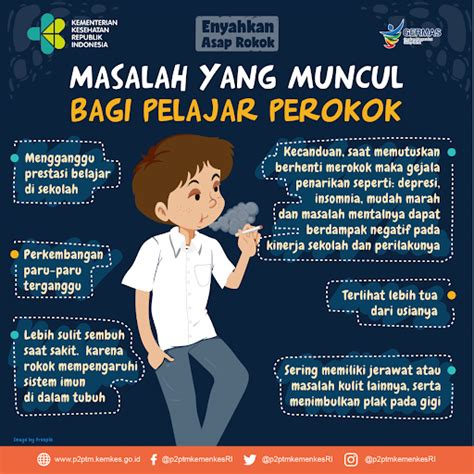 KEMENTERIAN
KESEHATAN
REPUBLIK
INDONESIA
Enyahkan
Asap Rokok
GERMAS
MASALAH YANG MUNCUL
BAGI PELAJAR PEROKOK
Mengganggu
prestasi belajar
di sekolah
Perkembangan
paru-paru
terganggu
Lebih sulit sembuh
saat sakit. karena
rokok mempengaruhi
sistem imun
di dalam tubuh
Kecanduan, saat memutuskan
berhenti merokok maka gejala
penarikan seperti: depresi,
insomnia, mudah marah
dan masalah mentalnya dapat
berdampak negatif pada
kinerja sekolah dan perilakunya
Terlihat lebih tua
dari usianya
Sering memiliki jerawat atau
masalah kulit lainnya, serta
menimbulkan plak pada gigi
Image by Freepik
www.p2ptm.kemkes.go.id
@p2ptmkemenkesRI
@p2ptmkemenkesRI
@p2ptmkemenkesRI